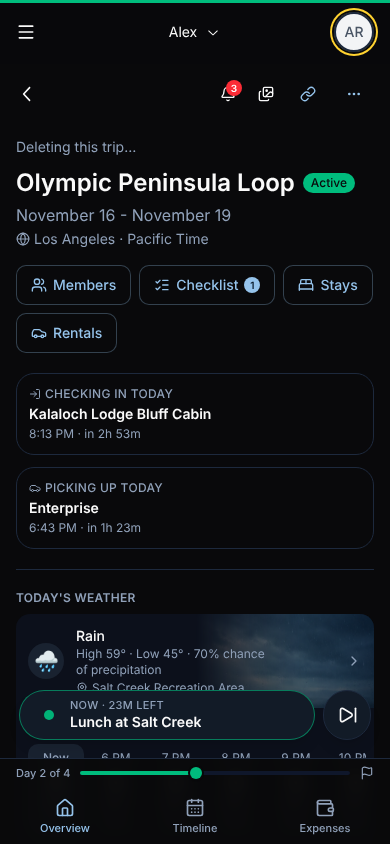 Alex
AR
3
Deleting this trip...
Olympic Peninsula Loop Active
November 16 - November 19
Los Angeles · Pacific Time
Members
Checklist 1
Stays
Rentals
CHECKING IN TODAY
Kalaloch Lodge Bluff Cabin
8:13 PM · in 2h 53m
PICKING UP TODAY
Enterprise
6:43 PM · in 1h 23m
TODAY'S WEATHER
Rain
High 59° · Low 45° · 70% chance
of precipitation
Salt Creek Recreation Area
NOW · 23M LEFT
Lunch at Salt Creek
Now 6 PM 7 PM 8 PM 9 PM 10 PM
Day 2 of 4
Overview
Timeline
Expenses